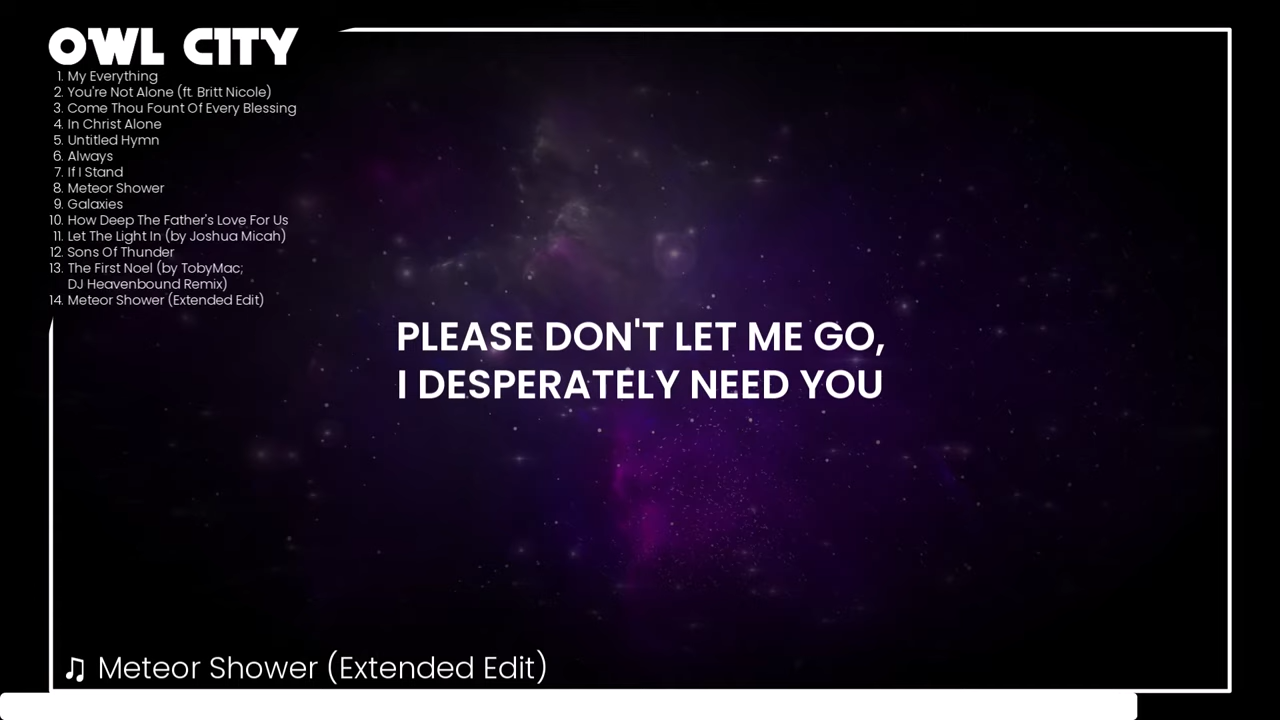 OWL CITY
1. My Everything
2. You're Not Alone (ft. Britt Nicole)
3. Come Thou Fount Of Every Blessing
4. In Christ Alone
5. Untitled Hymn
6. Always
7. If I Stand
8. Meteor Shower
9. Galaxies
10. How Deep The Father's Love For Us
11. Let The Light In (by Joshua Micah)
12. Sons Of Thunder
13. The First Noel (by TobyMac;
DJ Heavenbound Remix)
14. Meteor Shower (Extended Edit)
PLEASE DON'T LET ME GO,
I DESPERATELY NEED YOU
♫ Meteor Shower (Extended Edit)